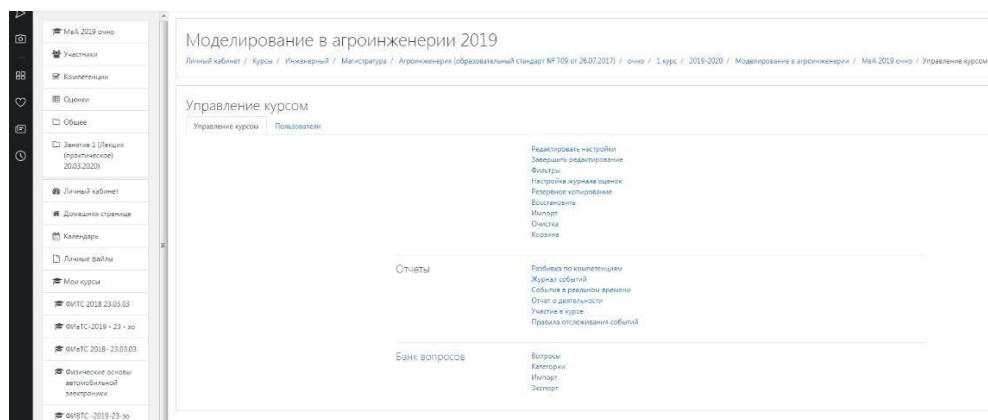 МвА 2019 очно
Участники
Компетенции
Оценки
Общее
Занятие 1 (Лекция
(практическое)
20.03.2020)
Личный кабинет
Домашняя страница
Календарь
Личные файлы
Мои курсы
ФИТС 2018 23.03.03
ФИвТС-2019 - 23 - зо
ФИвТС 2018- 23.03.03
Физические основы
автомобильной
электроники
ФИВТС -2019-23-зо
Моделирование в агроинженерии 2019
Личный кабинет / Курсы / Инженерный / Магистратура / Агроинженерия (образовательный стандарт № 709 от 26.07.2017) / очно / 1 курс / 2019-2020 / Моделирование в агроинженерии / МвА 2019 очно / Управление курсом
Управление курсом
Управление курсом Пользователи
Редактировать настройки
Завершить редактирование
Фильтры
Настройка журнала оценок
Резервное копирование
Восстановить
Импорт
Очистка
Корзина
Отчеты
Разбивка по компетенциям
Журнал событий
События в реальном времени
Отчет о деятельности
Участие в курсе
Правила отслеживания событий
Банк вопросов
Вопросы
Категории
Импорт
Экспорт